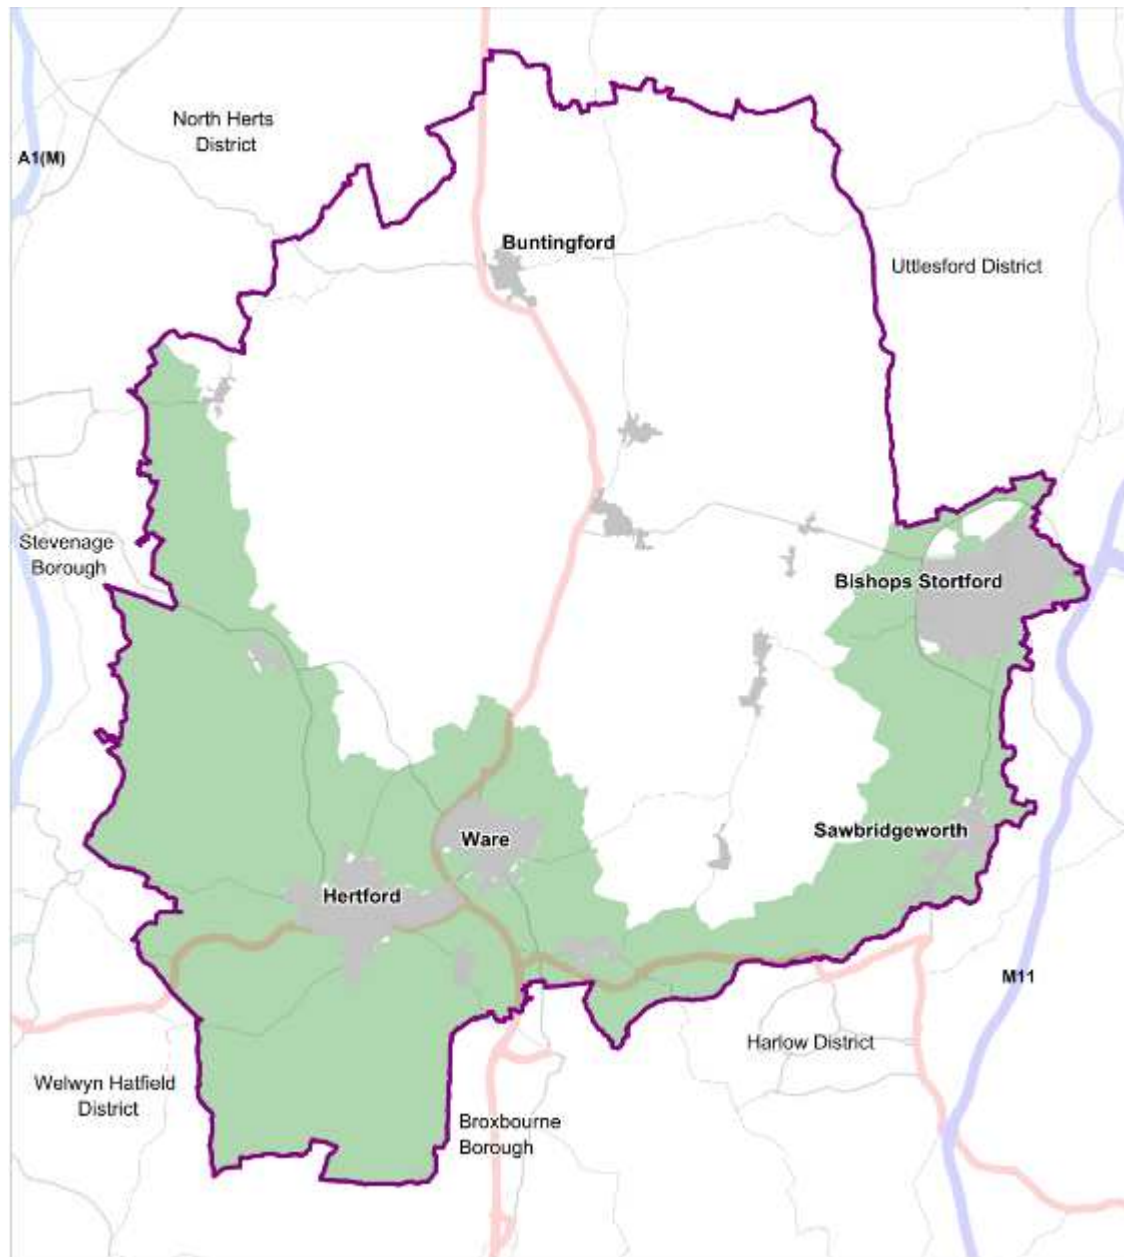 North Herts
District
A1(M)
Buntingford
Uttlesford District
Stevenage
Borough
Bishops Stortford
Sawbridgeworth
Ware
Hertford
M11
Harlow District
Welwyn Hatfield
District
Broxbourne
Borough